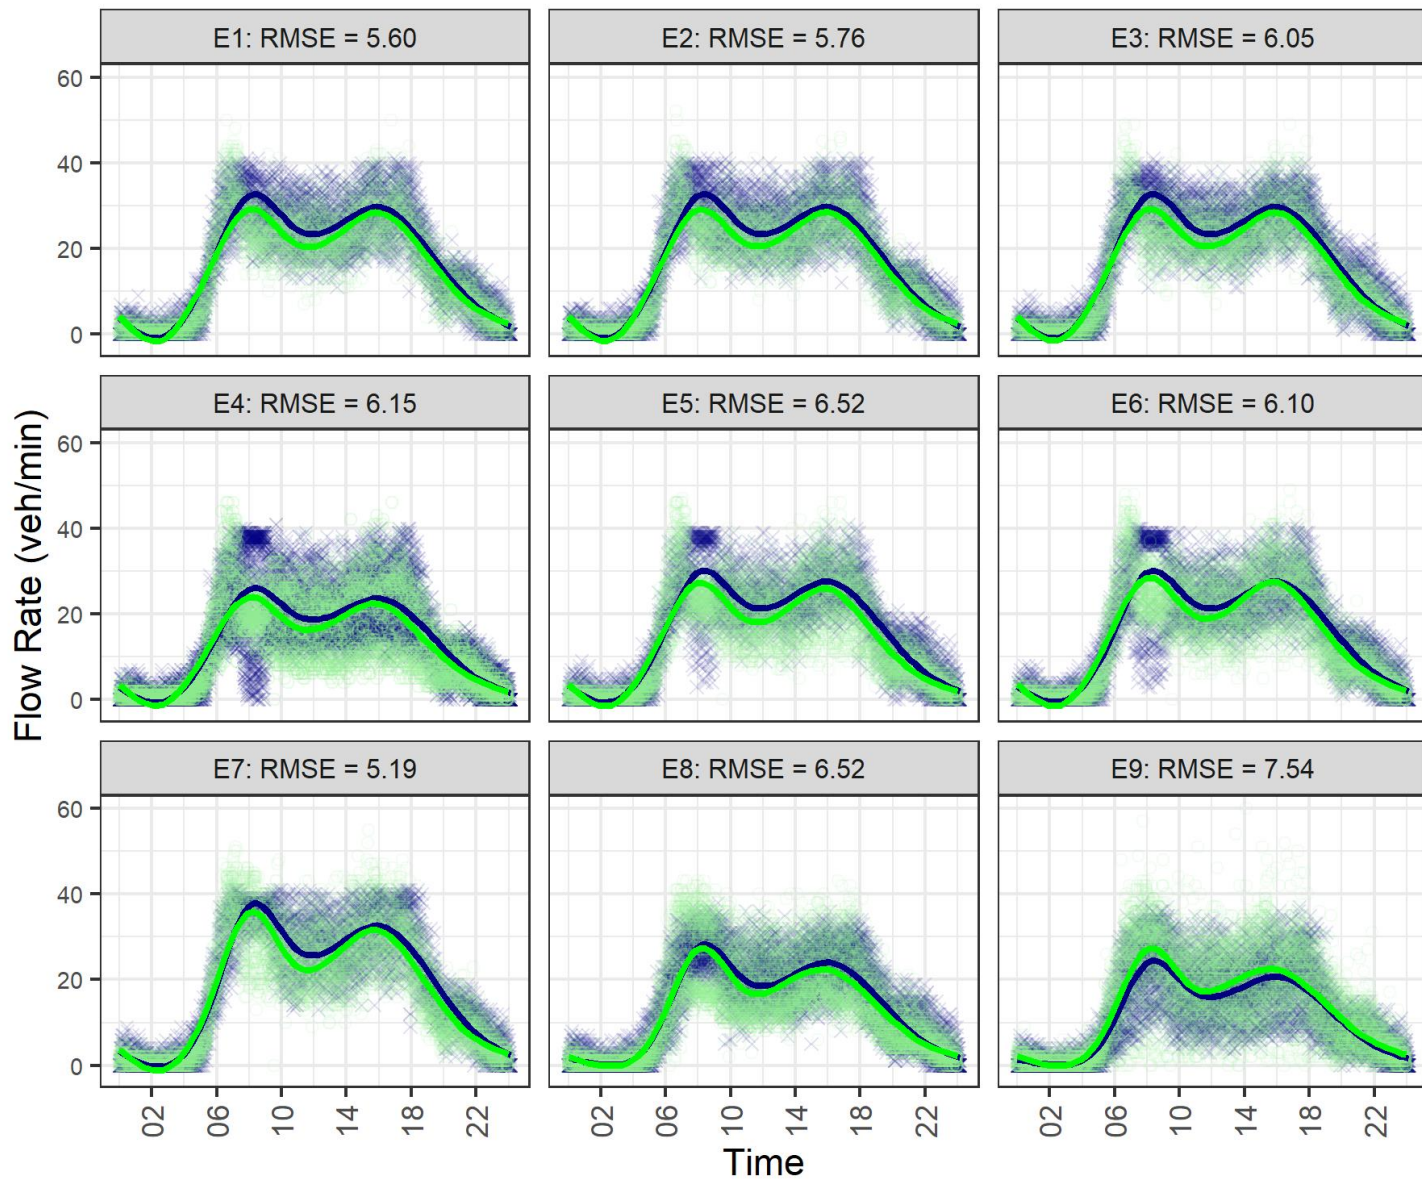 E1: RMSE = 5.60
E2: RMSE = 5.76
E3: RMSE = 6.05
60
40
20
0
E4: RMSE = 6.15
E5: RMSE = 6.52
E6: RMSE = 6.10
60
40
20
0
Flow Rate (veh/min)
E7: RMSE = 5.19
E8: RMSE = 6.52
E9: RMSE = 7.54
60
40
20
0
02 06 10 14 18 22 02 06 10 14 18 22 02 06 10 14 18 22
Time